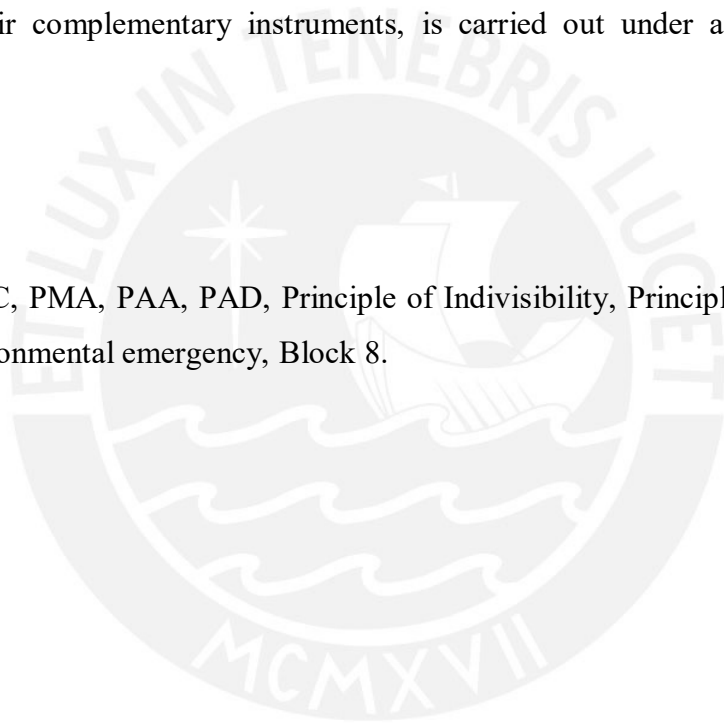 ir complementary instruments, is carried out under a
C, PMA, PAA, PAD, Principle of Indivisibility, Principl
onmental emergency, Block 8.
ET LUX IN TENEBRIS LUCET
MCMXVII